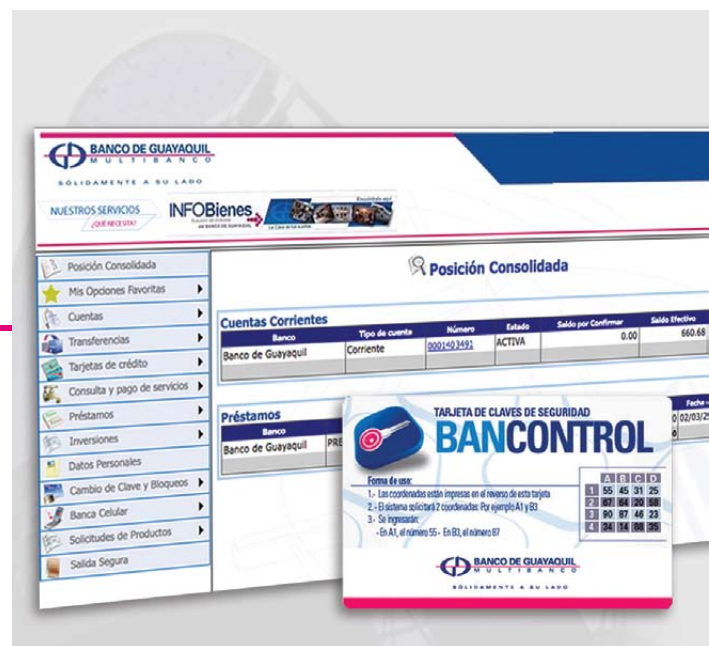 BANCO DE GUAYAQUIL
MULTIBANCO
SÓLIDAMENTE A SU LADO
NUESTROS SERVICIOS
¿QUÉ NECESITA?
INFOBienes
Encuéntrelo aquí
Posición Consolidada
Mis Opciones Favoritas
Cuentas
Transferencias
Tarjetas de crédito
Consulta y pago de servicios
Préstamos
Inversiones
Datos Personales
Cambio de Clave y Bloqueos
Banca Celular
Solicitudes de Productos
Salida Segura
Posición Consolidada
Cuentas Corrientes
Banco Tipo de cuenta Número Estado Saldo por Confirmar Saldo Efectivo
Banco de Guayaquil Corriente 0001403491 ACTIVA 0.00 660.68
Préstamos
Banco Fecha
Banco de Guayaquil PRE 02/03/25
TARJETA DE CLAVES DE SEGURIDAD
BANCONTROL
Forma de uso:
1.- Las coordenadas están impresas en el reverso de esta tarjeta
2.- El sistema solicitará 2 coordenadas: Por ejemplo A1 y B3
3.- Se ingresarán:
- En A1, el número 55 - En B3, el número 87
A B C D
1 55 45 31 25
2 67 64 20 58
3 90 87 46 23
4 34 14 88 35
BANCO DE GUAYAQUIL
MULTIBANCO
SÓLIDAMENTE A SU LADO